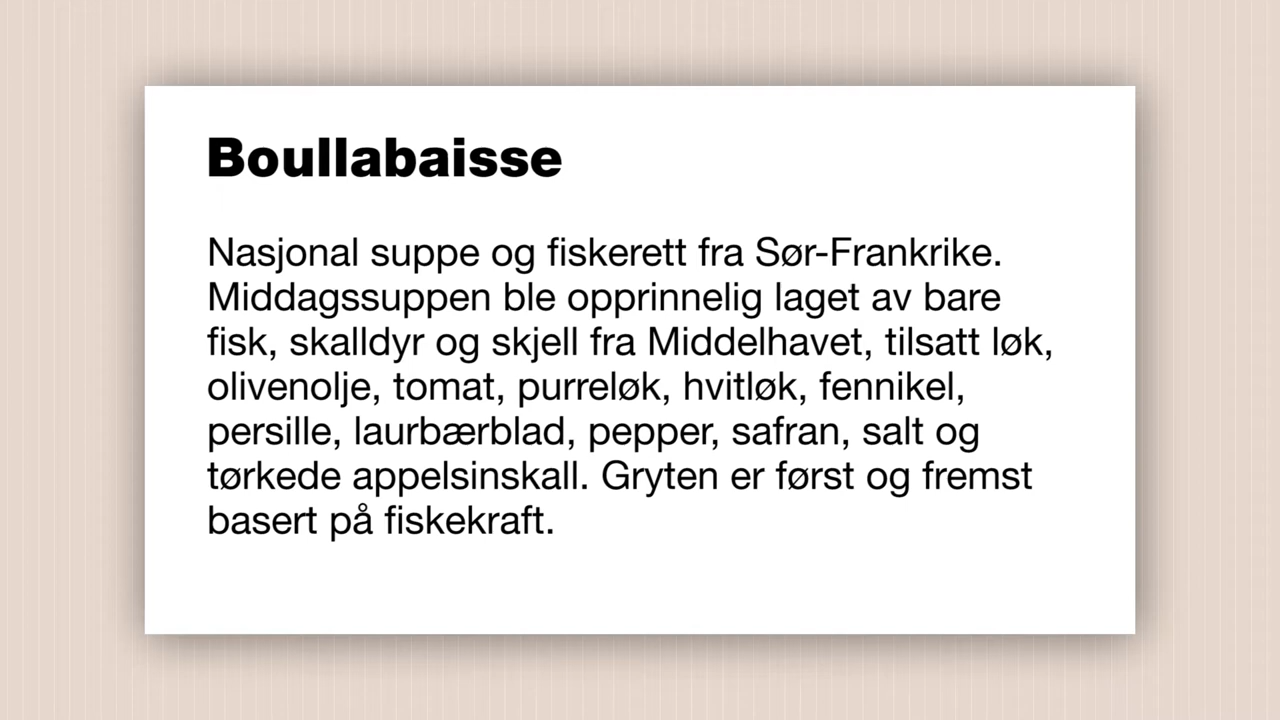 Boullabaisse
Nasjonal suppe og fiskerett fra Sør-Frankrike.
Middagssuppen ble opprinnelig laget av bare
fisk, skalldyr og skjell fra Middelhavet, tilsatt løk,
olivenolje, tomat, purreløk, hvitløk, fennikel,
persille, laurbærblad, pepper, safran, salt og
tørkede appelsinskall. Gryten er først og fremst
basert på fiskekraft.